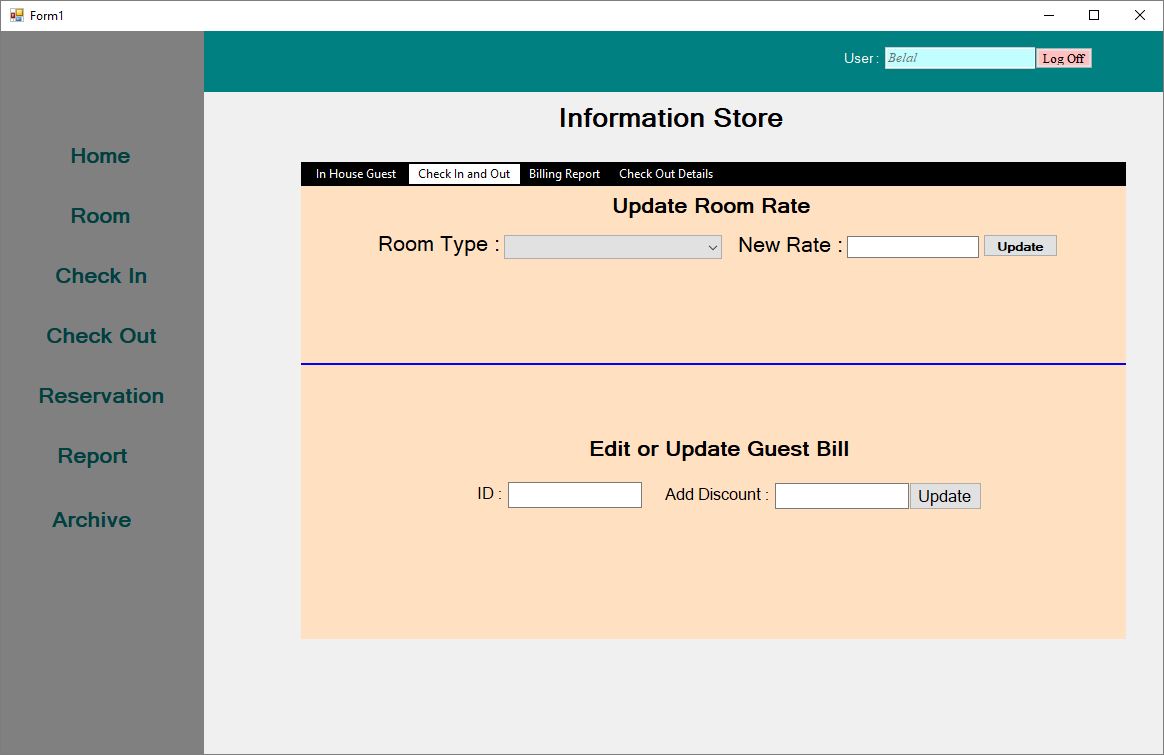 Form1
User : Belal Log Off
Information Store
Home
Room
Check In
Check Out
Reservation
Report
Archive
In House Guest Check In and Out Billing Report Check Out Details
Update Room Rate
Room Type : New Rate : Update
Edit or Update Guest Bill
ID : Add Discount : Update